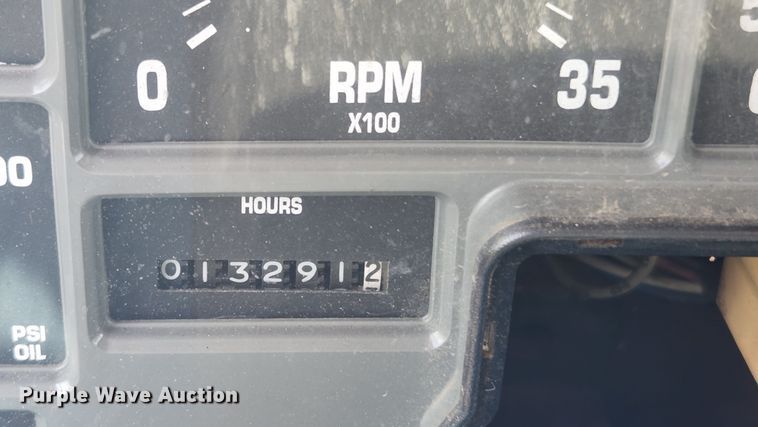 0 RPM 35
X100
00
HOURS
0132912
PSI
OIL
Purple Wave Auction